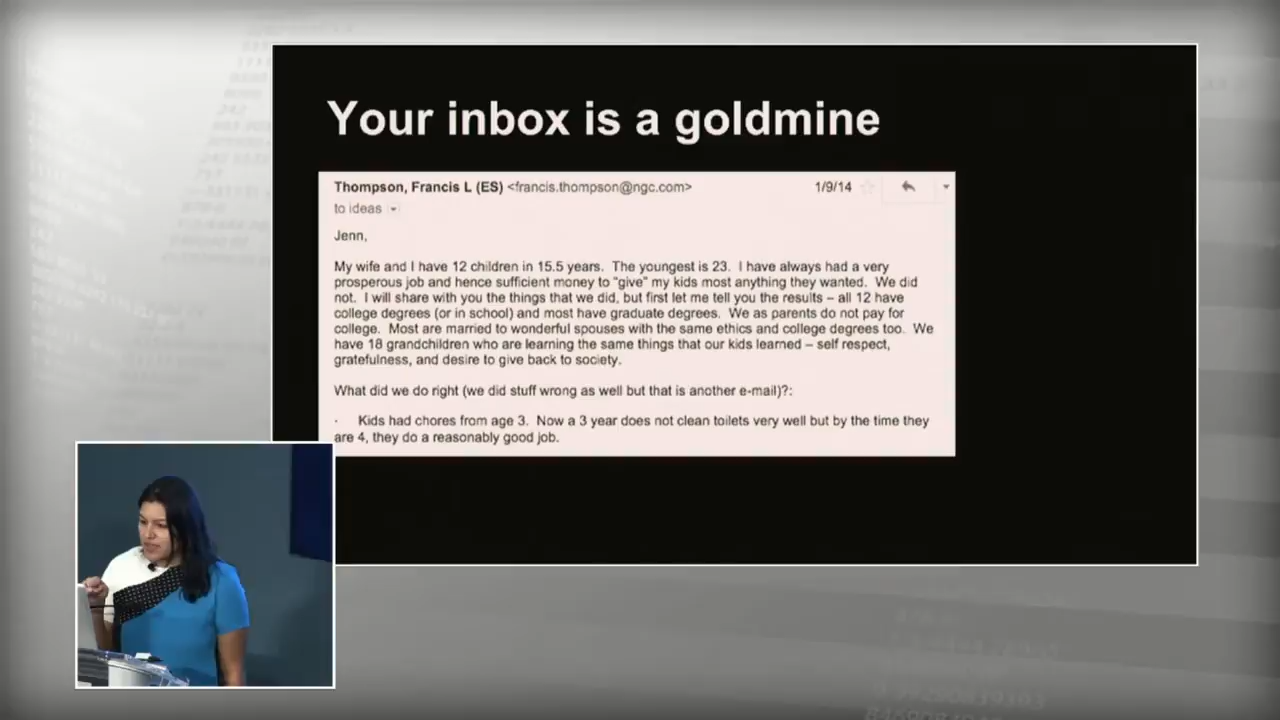 Your inbox is a goldmine
Thompson, Francis L (ES) <francis.thompson@ngc.com> 1/9/14
to ideas
Jenn,
My wife and I have 12 children in 15.5 years. The youngest is 23. I have always had a very
prosperous job and hence sufficient money to "give" my kids most anything they wanted. We did
not. I will share with you the things that we did, but first let me tell you the results – all 12 have
college degrees (or in school) and most have graduate degrees. We as parents do not pay for
college. Most are married to wonderful spouses with the same ethics and college degrees too. We
have 18 grandchildren who are learning the same things that our kids learned – self respect,
gratefulness, and desire to give back to society.
What did we do right (we did stuff wrong as well but that is another e-mail)?:
· Kids had chores from age 3. Now a 3 year does not clean toilets very well but by the time they
are 4, they do a reasonably good job.